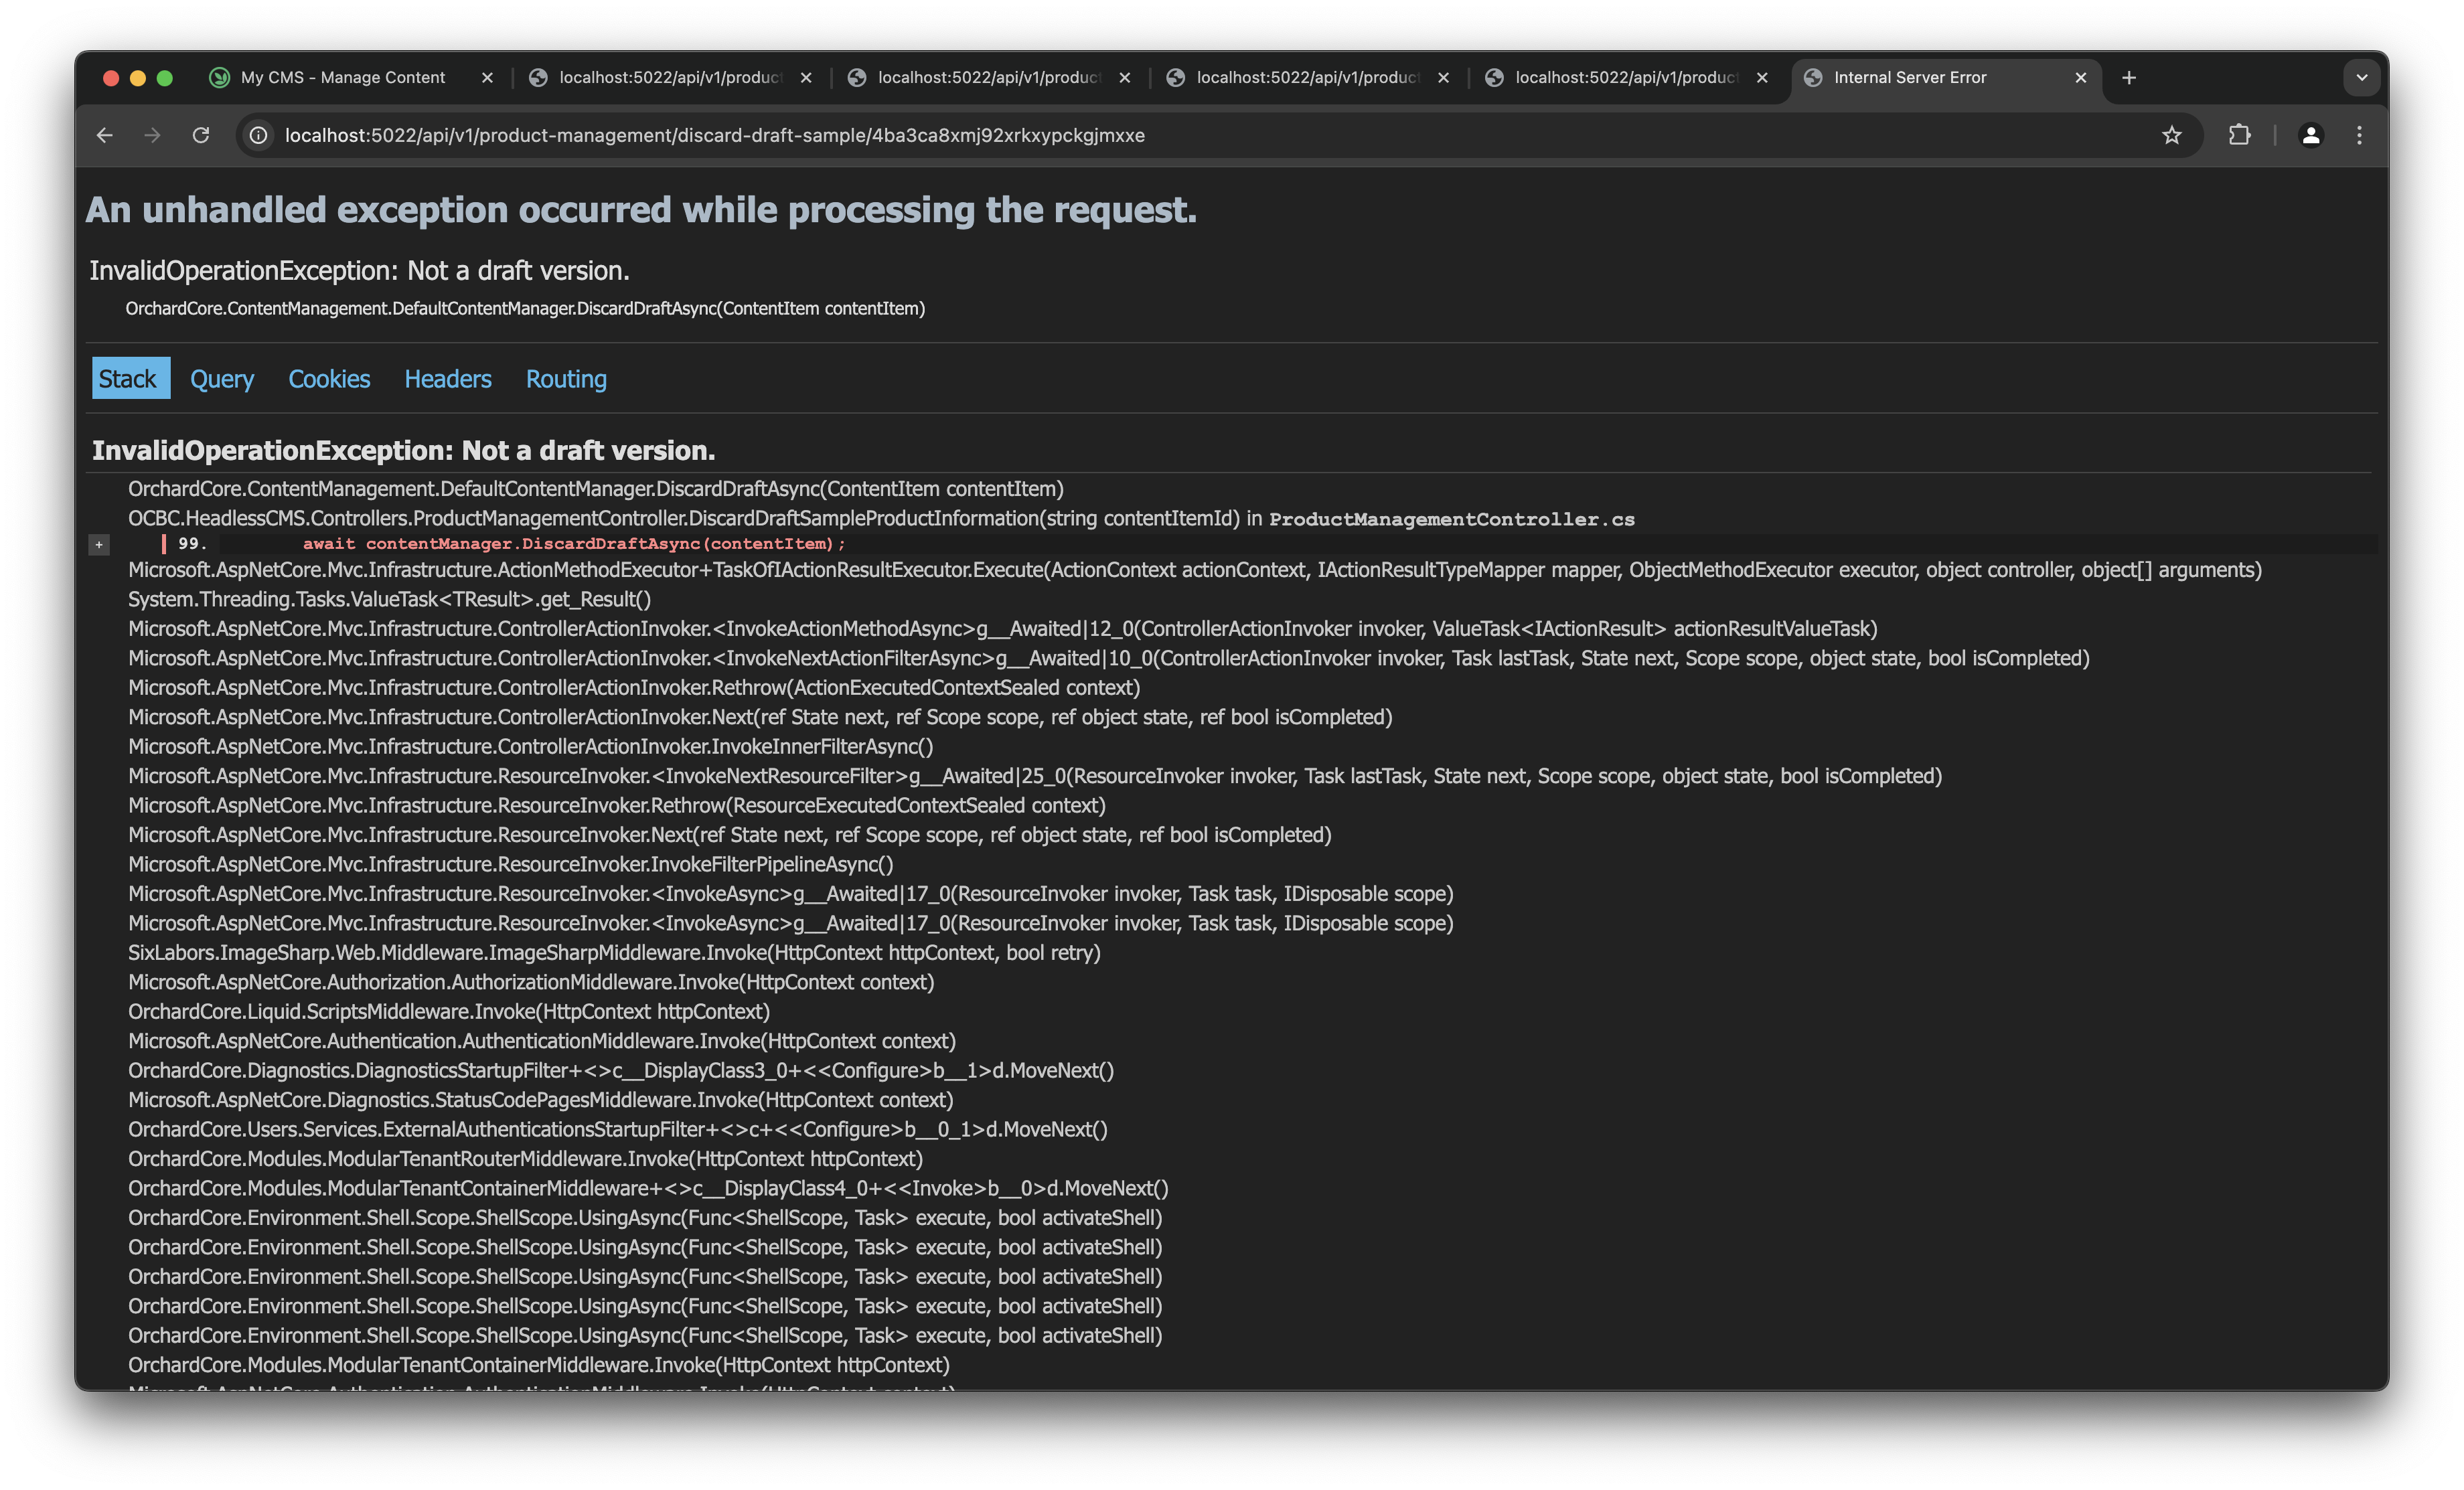 My CMS - Manage Content
localhost:5022/api/v1/product
localhost:5022/api/v1/product
localhost:5022/api/v1/product
localhost:5022/api/v1/product
Internal Server Error
localhost:5022/api/v1/product-management/discard-draft-sample/4ba3ca8xmj92xrkxypckgjmxxe
An unhandled exception occurred while processing the request.
InvalidOperationException: Not a draft version.
OrchardCore.ContentManagement.DefaultContentManager.DiscardDraftAsync(ContentItem contentItem)
Stack Query Cookies Headers Routing
InvalidOperationException: Not a draft version.
OrchardCore.ContentManagement.DefaultContentManager.DiscardDraftAsync(ContentItem contentItem)
OCBC.HeadlessCMS.Controllers.ProductManagementController.DiscardDraftSampleProductInformation(string contentItemId) in ProductManagementController.cs
+ 99. await contentManager.DiscardDraftAsync(contentItem);
Microsoft.AspNetCore.Mvc.Infrastructure.ActionMethodExecutor+TaskOfIActionResultExecutor.Execute(ActionContext actionContext, IActionResultTypeMapper mapper, ObjectMethodExecutor executor, object controller, object[] arguments)
System.Threading.Tasks.ValueTask<TResult>.get_Result()
Microsoft.AspNetCore.Mvc.Infrastructure.ControllerActionInvoker.<InvokeActionMethodAsync>g__Awaited|12_0(ControllerActionInvoker invoker, ValueTask<IActionResult> actionResultValueTask)
Microsoft.AspNetCore.Mvc.Infrastructure.ControllerActionInvoker.<InvokeNextActionFilterAsync>g__Awaited|10_0(ControllerActionInvoker invoker, Task lastTask, State next, Scope scope, object state, bool isCompleted)
Microsoft.AspNetCore.Mvc.Infrastructure.ControllerActionInvoker.Rethrow(ActionExecutedContextSealed context)
Microsoft.AspNetCore.Mvc.Infrastructure.ControllerActionInvoker.Next(ref State next, ref Scope scope, ref object state, ref bool isCompleted)
Microsoft.AspNetCore.Mvc.Infrastructure.ControllerActionInvoker.InvokeInnerFilterAsync()
Microsoft.AspNetCore.Mvc.Infrastructure.ResourceInvoker.<InvokeNextResourceFilter>g__Awaited|25_0(ResourceInvoker invoker, Task lastTask, State next, Scope scope, object state, bool isCompleted)
Microsoft.AspNetCore.Mvc.Infrastructure.ResourceInvoker.Rethrow(ResourceExecutedContextSealed context)
Microsoft.AspNetCore.Mvc.Infrastructure.ResourceInvoker.Next(ref State next, ref Scope scope, ref object state, ref bool isCompleted)
Microsoft.AspNetCore.Mvc.Infrastructure.ResourceInvoker.InvokeFilterPipelineAsync()
Microsoft.AspNetCore.Mvc.Infrastructure.ResourceInvoker.<InvokeAsync>g__Awaited|17_0(ResourceInvoker invoker, Task task, IDisposable scope)
Microsoft.AspNetCore.Mvc.Infrastructure.ResourceInvoker.<InvokeAsync>g__Awaited|17_0(ResourceInvoker invoker, Task task, IDisposable scope)
SixLabors.ImageSharp.Web.Middleware.ImageSharpMiddleware.Invoke(HttpContext httpContext, bool retry)
Microsoft.AspNetCore.Authorization.AuthorizationMiddleware.Invoke(HttpContext context)
OrchardCore.Liquid.ScriptsMiddleware.Invoke(HttpContext httpContext)
Microsoft.AspNetCore.Authentication.AuthenticationMiddleware.Invoke(HttpContext context)
OrchardCore.Diagnostics.DiagnosticsStartupFilter+<>c__DisplayClass3_0+<<Configure>b__1>d.MoveNext()
Microsoft.AspNetCore.Diagnostics.StatusCodePagesMiddleware.Invoke(HttpContext context)
OrchardCore.Users.Services.ExternalAuthenticationsStartupFilter+<>c+<<Configure>b__0_1>d.MoveNext()
OrchardCore.Modules.ModularTenantRouterMiddleware.Invoke(HttpContext httpContext)
OrchardCore.Modules.ModularTenantContainerMiddleware+<>c__DisplayClass4_0+<<Invoke>b__0>d.MoveNext()
OrchardCore.Environment.Shell.Scope.ShellScope.UsingAsync(Func<ShellScope, Task> execute, bool activateShell)
OrchardCore.Environment.Shell.Scope.ShellScope.UsingAsync(Func<ShellScope, Task> execute, bool activateShell)
OrchardCore.Environment.Shell.Scope.ShellScope.UsingAsync(Func<ShellScope, Task> execute, bool activateShell)
OrchardCore.Environment.Shell.Scope.ShellScope.UsingAsync(Func<ShellScope, Task> execute, bool activateShell)
OrchardCore.Environment.Shell.Scope.ShellScope.UsingAsync(Func<ShellScope, Task> execute, bool activateShell)
OrchardCore.Modules.ModularTenantContainerMiddleware.Invoke(HttpContext httpContext)